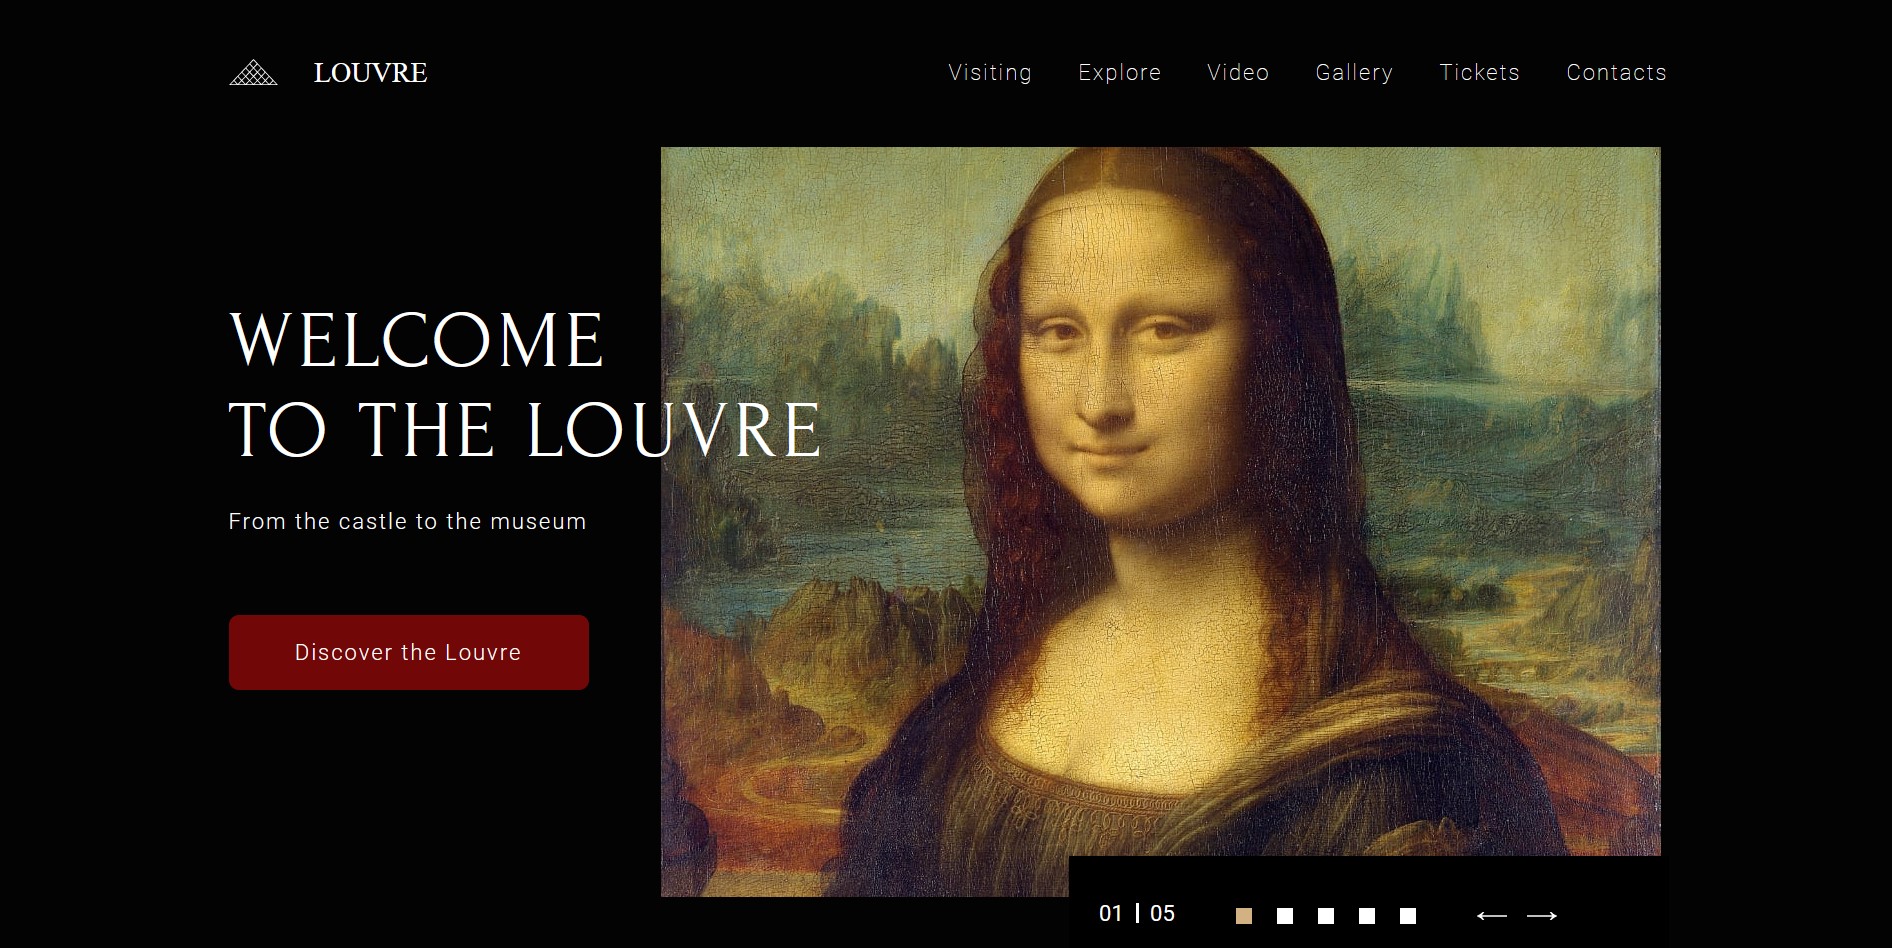 LOUVRE
Visiting Explore Video Gallery Tickets Contacts
WELCOME
TO THE LOUVRE
From the castle to the museum
Discover the Louvre
01 | 05